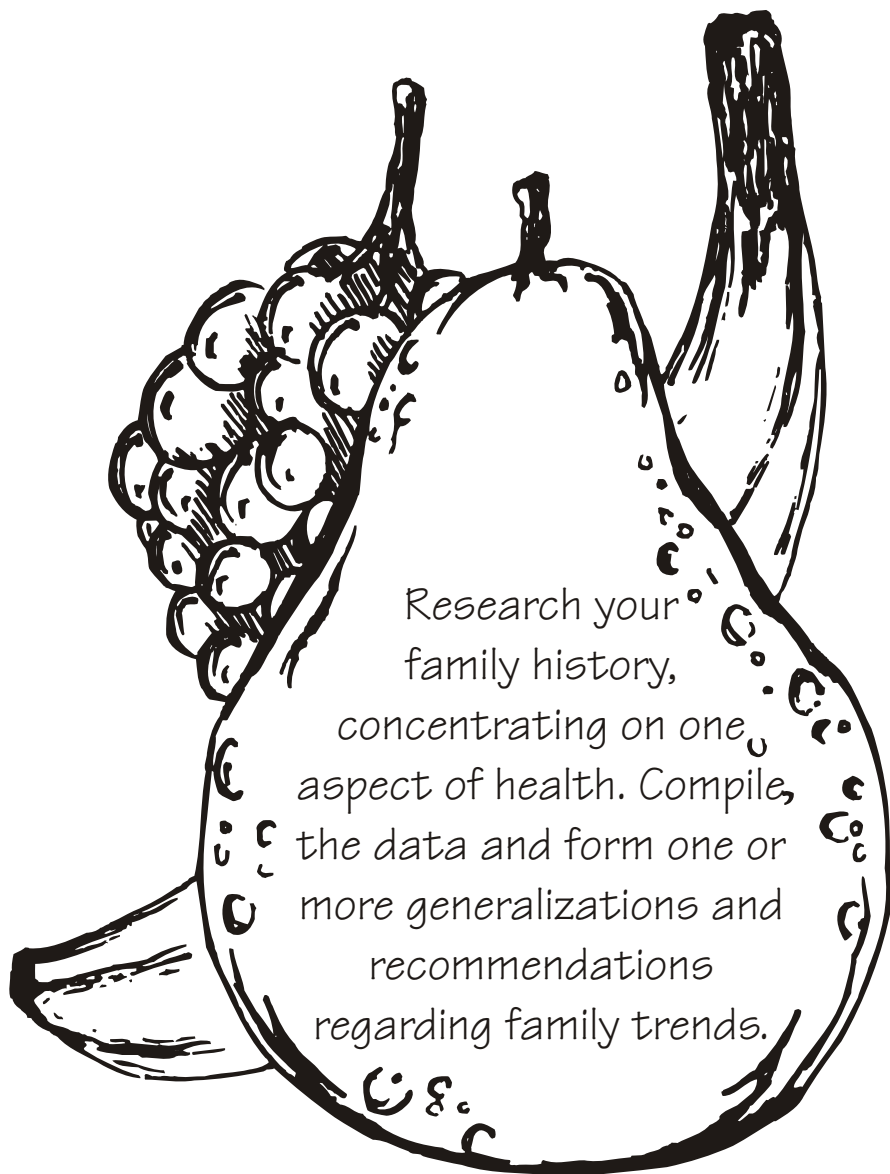 Research your
family history,
concentrating on one
aspect of health. Compile
the data and form one or
more generalizations and
recommendations
regarding family trends.